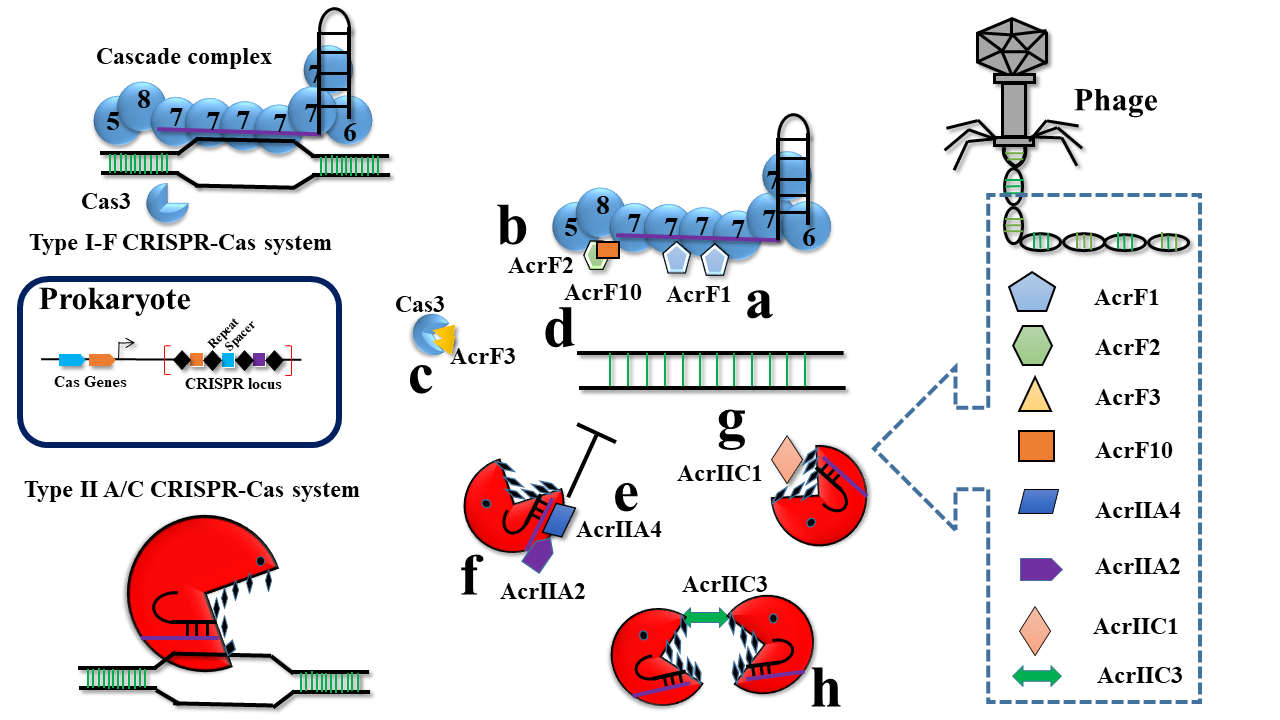 Cascade complex
7
8
5
7
7
7
7
7
6
Cas3
Type I-F CRISPR-Cas system
Prokaryote
Repeat
Spacer
Cas Genes
CRISPR locus
Type II A/C CRISPR-Cas system
7
8
b
5
7
7
7
7
7
6
AcrF2
AcrF10
AcrF1
a
Cas3
AcrF3
c
d
g
AcrIIC1
e
AcrIIA4
f
AcrIIA2
AcrIIC3
h
Phage
AcrF1
AcrF2
AcrF3
AcrF10
AcrIIA4
AcrIIA2
AcrIIC1
AcrIIC3